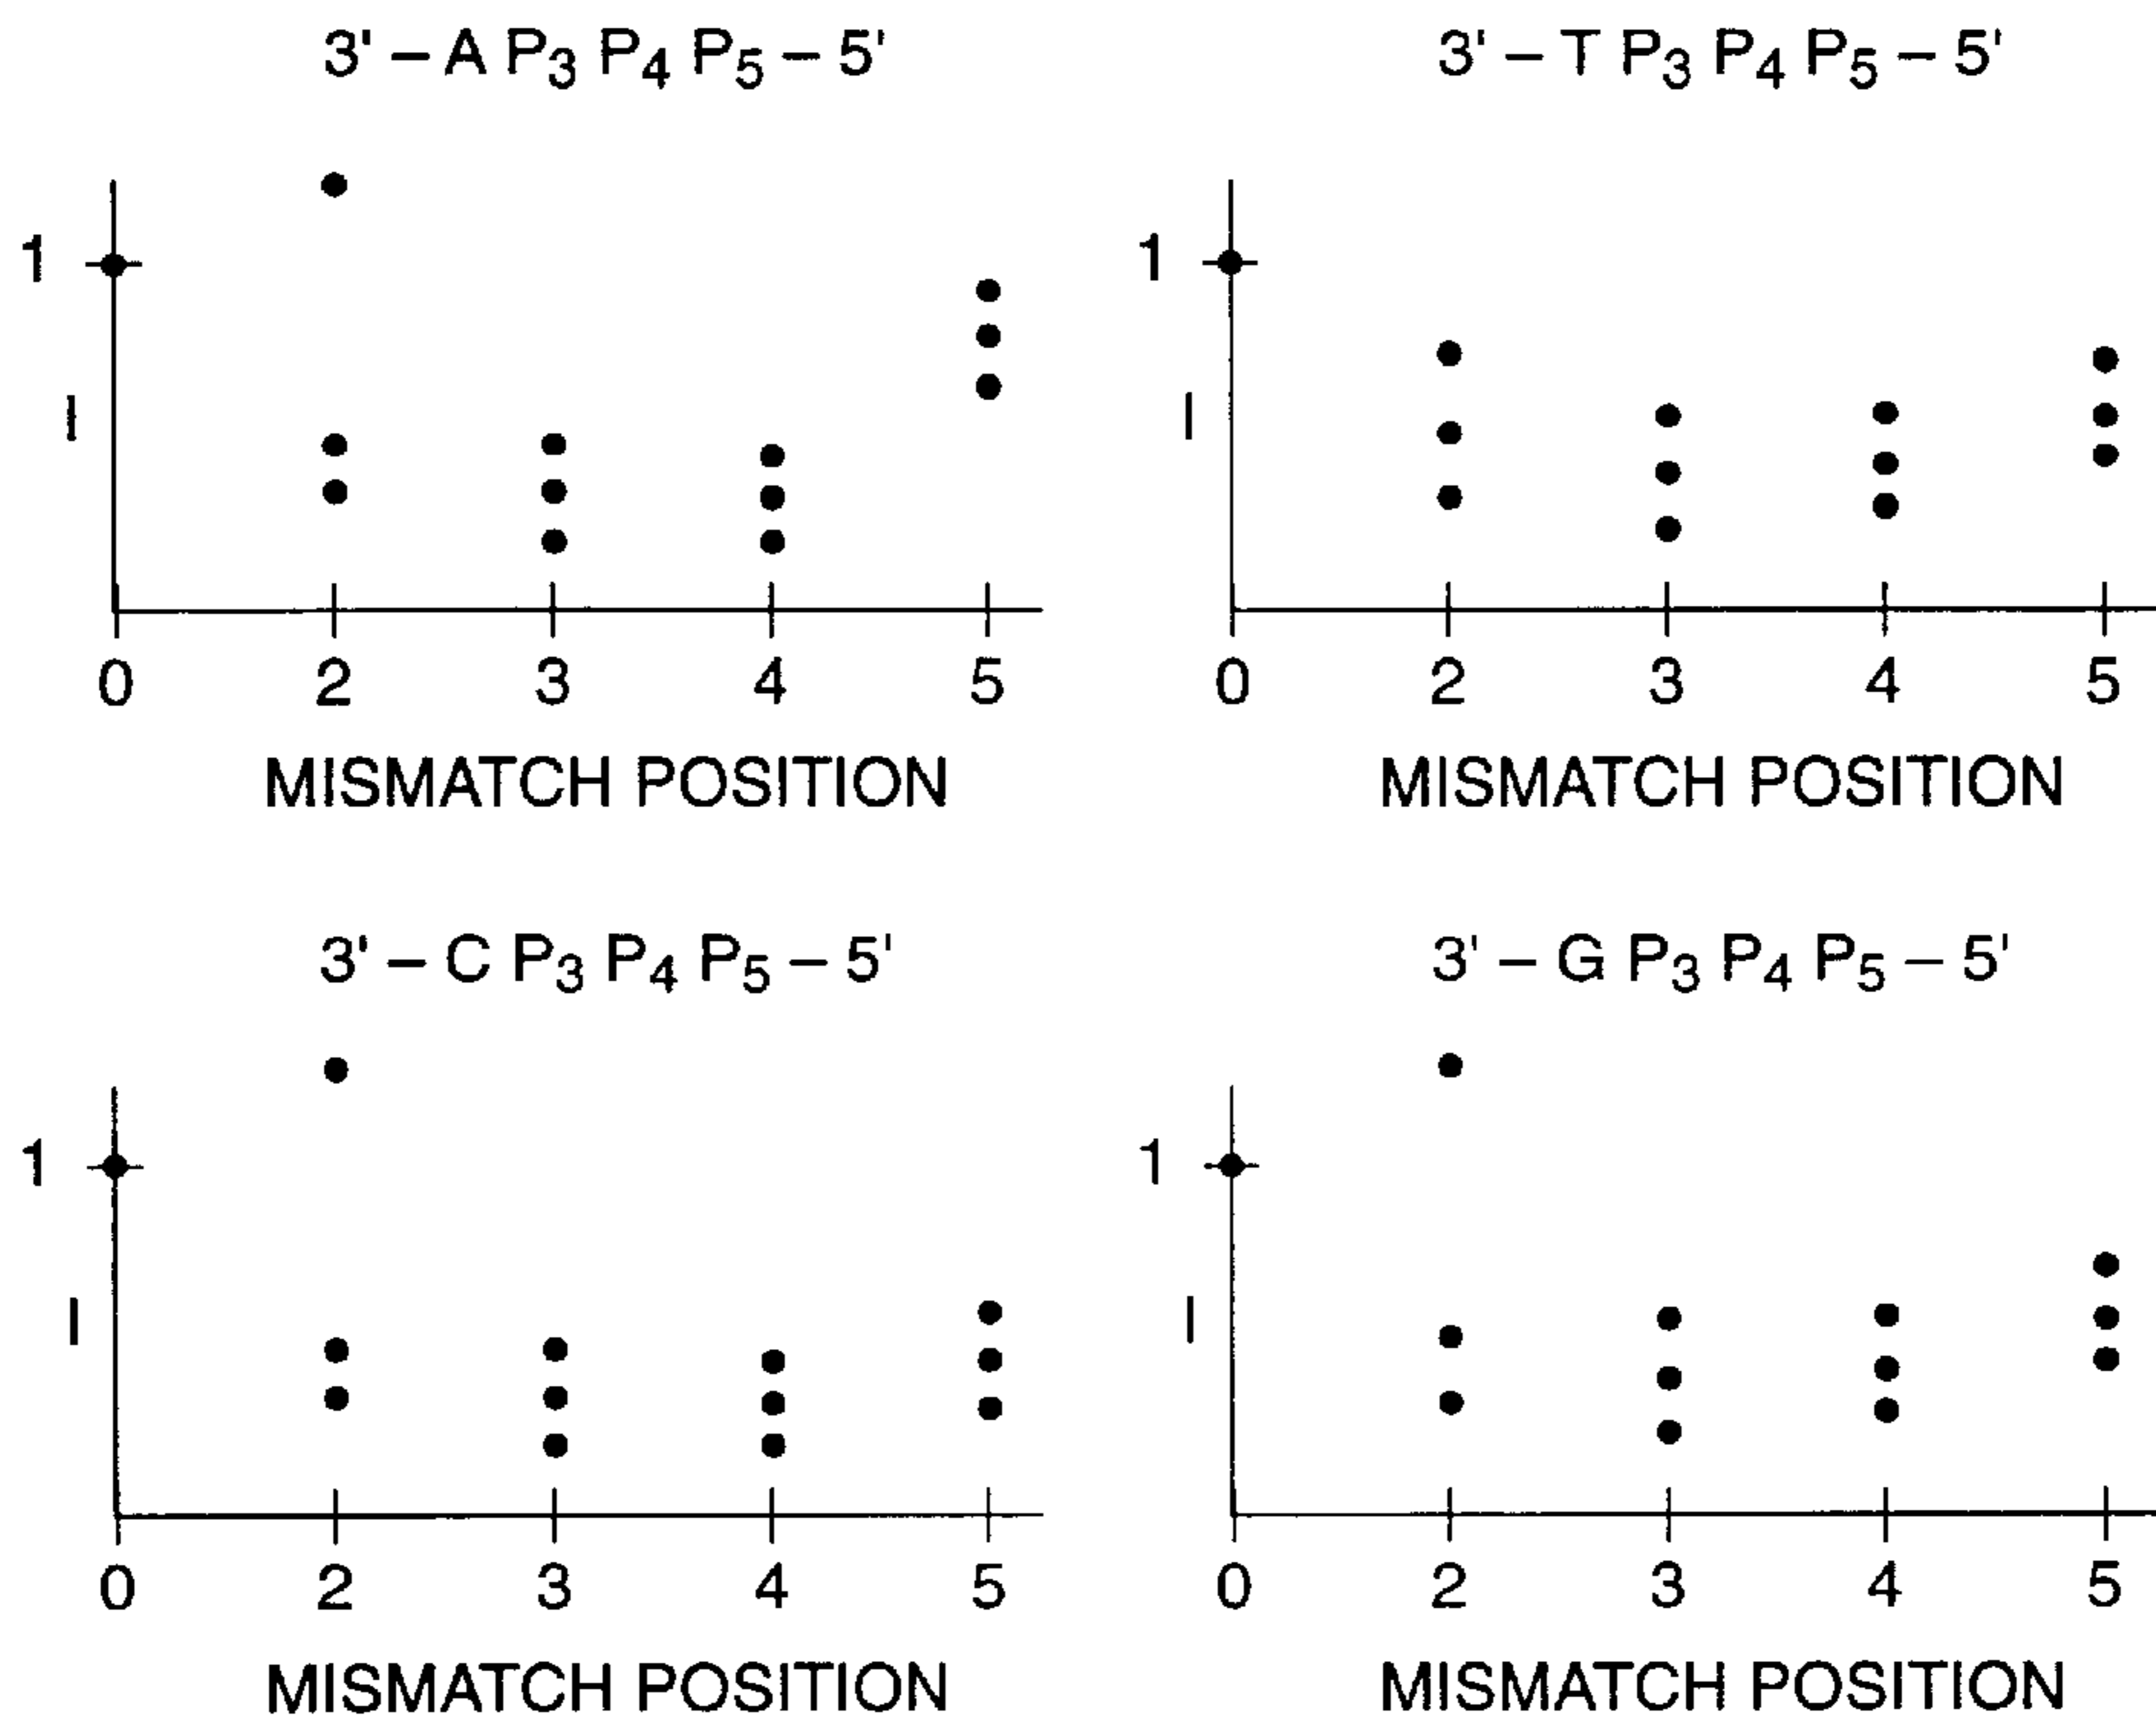 3' – A P3 P4 P5 – 5'
1
I
0 2 3 4 5
MISMATCH POSITION
3' – T P3 P4 P5 – 5'
1
I
0 2 3 4 5
MISMATCH POSITION
3' – C P3 P4 P5 – 5'
1
I
0 2 3 4 5
MISMATCH POSITION
3' – G P3 P4 P5 – 5'
1
I
0 2 3 4 5
MISMATCH POSITION